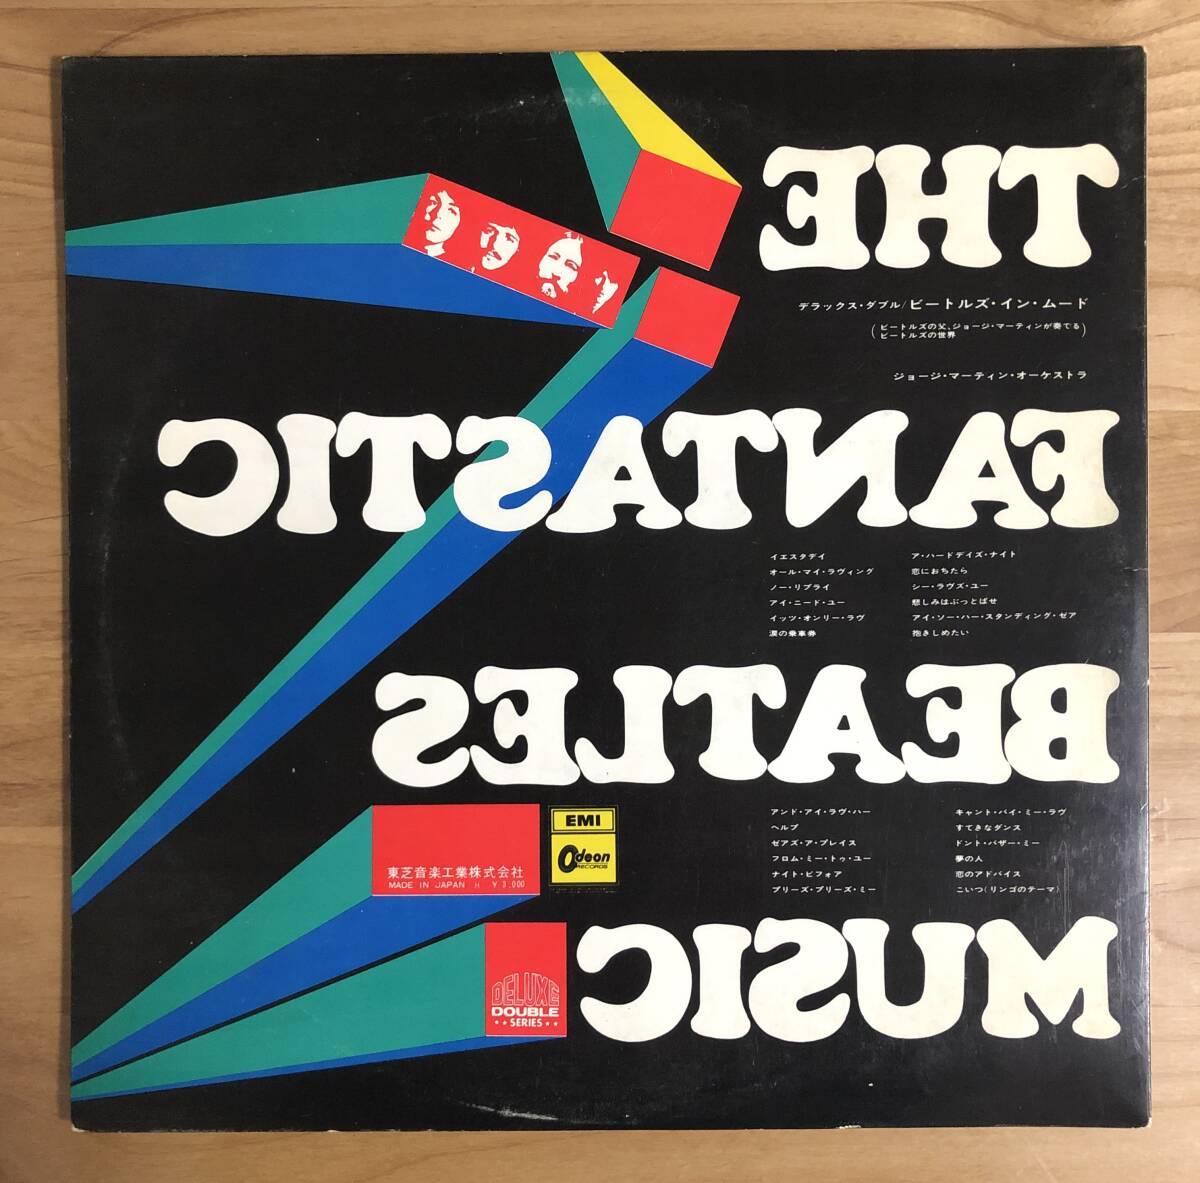 THE
デラックス・ダブル/ビートルズ・イン・ムード
(ビートルズの父、ジョージ・マーティンが奏でる
ビートルズの世界)
ジョージ・マーティン・オーケストラ
FANTASTIC
イエスタデイ
オール・マイ・ラヴィング
ノー・リプライ
アイ・ニード・ユー
イッツ・オンリー・ラヴ
涙の乗車券
ア・ハードデイズ・ナイト
恋におちたら
シー・ラヴズ・ユー
悲しみはぶっとばせ
アイ・ソー・ハー・スタンディング・ゼア
抱きしめたい
BEATLES
アンド・アイ・ラヴ・ハー
ヘルプ
ゼアズ・ア・プレイス
フロム・ミー・トゥ・ユー
ナイト・ビフォア
プリーズ・プリーズ・ミー
キャント・バイ・ミー・ラヴ
すてきなダンス
ドント・バザー・ミー
夢の人
恋のアドバイス
こいつ(リンゴのテーマ)
EMI
Odeon
RECORDS
東芝音楽工業株式会社
MADE IN JAPAN H ¥3,000
MUSIC
DELUXE
DOUBLE
★★SERIES★★